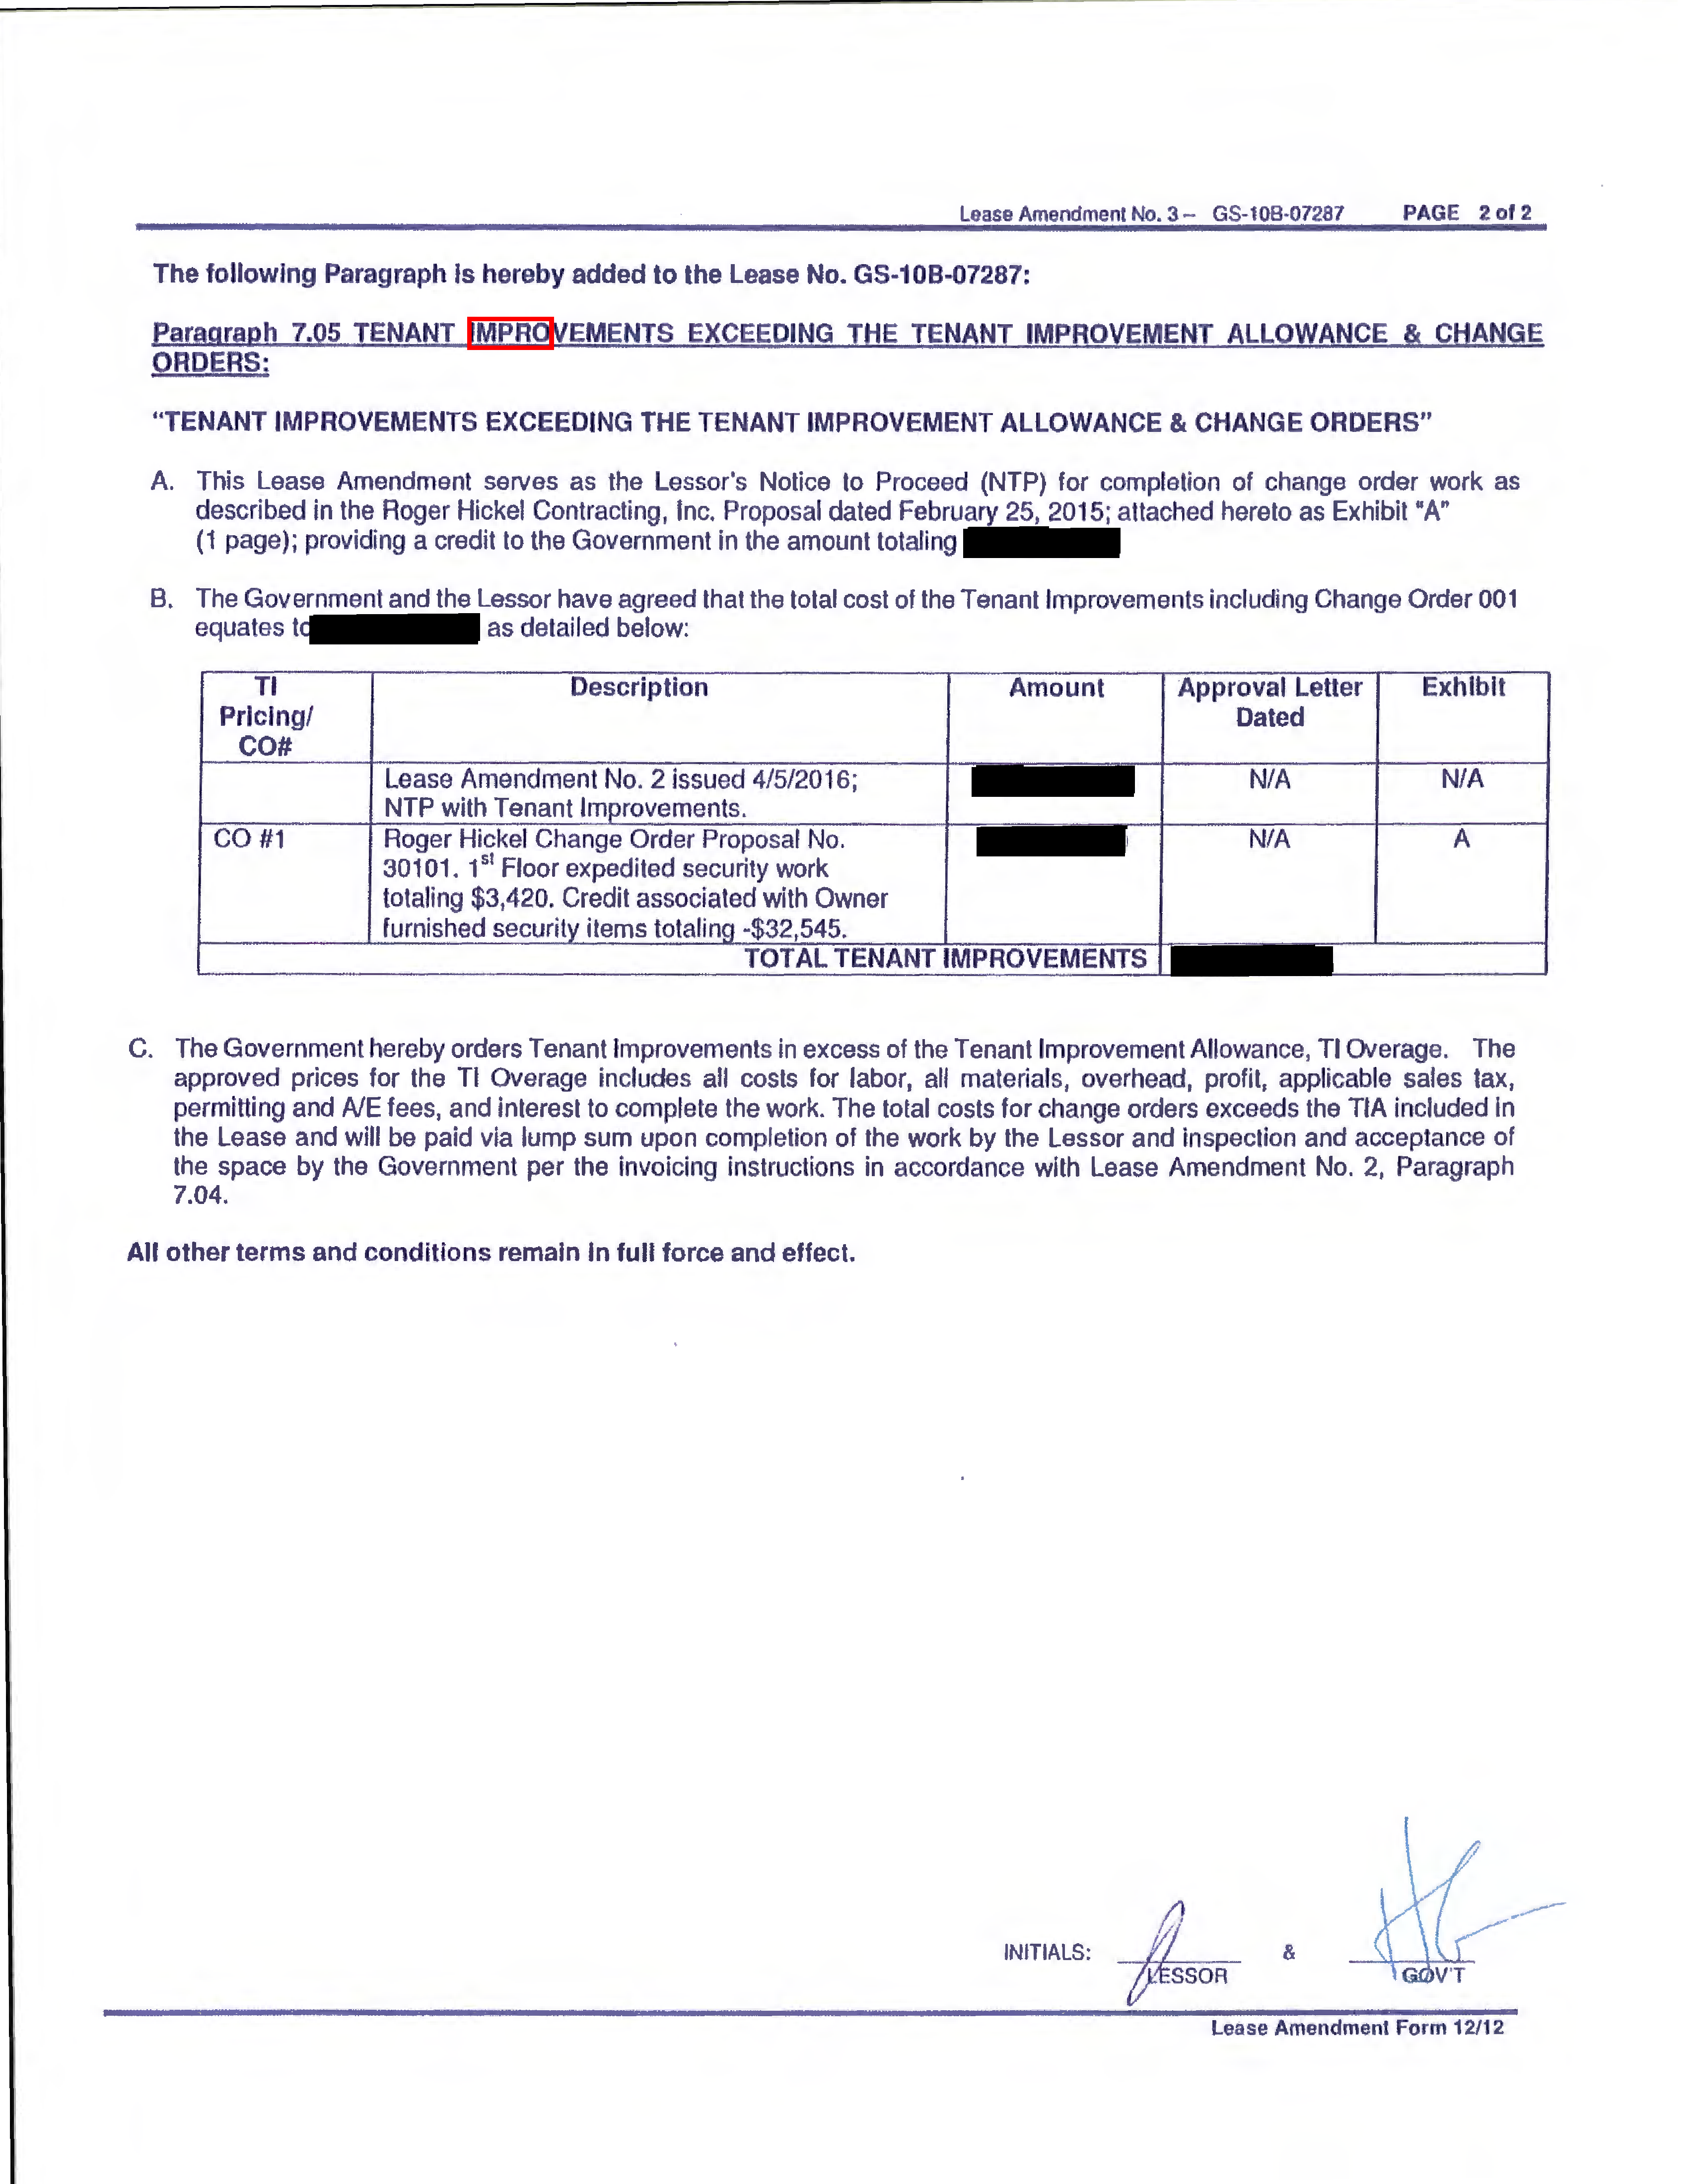 Lease Amendment No. 3 – GS-10B-07287 PAGE 2 of 2
The following Paragraph is hereby added to the Lease No. GS-10B-07287:
Paragraph 7.05 TENANT IMPROVEMENTS EXCEEDING THE TENANT IMPROVEMENT ALLOWANCE & CHANGE
ORDERS:
“TENANT IMPROVEMENTS EXCEEDING THE TENANT IMPROVEMENT ALLOWANCE & CHANGE ORDERS”
A. This Lease Amendment serves as the Lessor's Notice to Proceed (NTP) for completion of change order work as
described in the Roger Hickel Contracting, Inc. Proposal dated February 25, 2015; attached hereto as Exhibit "A"
(1 page); providing a credit to the Government in the amount totaling
B. The Government and the Lessor have agreed that the total cost of the Tenant Improvements including Change Order 001
equates to as detailed below:
TI Description Amount Approval Letter Exhibit
Pricing/ Dated
CO#
Lease Amendment No. 2 issued 4/5/2016; N/A N/A
NTP with Tenant Improvements.
CO #1 Roger Hickel Change Order Proposal No. N/A A
30101. 1st Floor expedited security work
totaling $3,420. Credit associated with Owner
furnished security items totaling -$32,545.
TOTAL TENANT IMPROVEMENTS
C. The Government hereby orders Tenant Improvements in excess of the Tenant Improvement Allowance, TI Overage. The
approved prices for the TI Overage includes all costs for labor, all materials, overhead, profit, applicable sales tax,
permitting and A/E fees, and interest to complete the work. The total costs for change orders exceeds the TIA included in
the Lease and will be paid via lump sum upon completion of the work by the Lessor and inspection and acceptance of
the space by the Government per the invoicing instructions in accordance with Lease Amendment No. 2, Paragraph
7.04.
All other terms and conditions remain in full force and effect.
INITIALS: &
LESSOR GOV'T
Lease Amendment Form 12/12